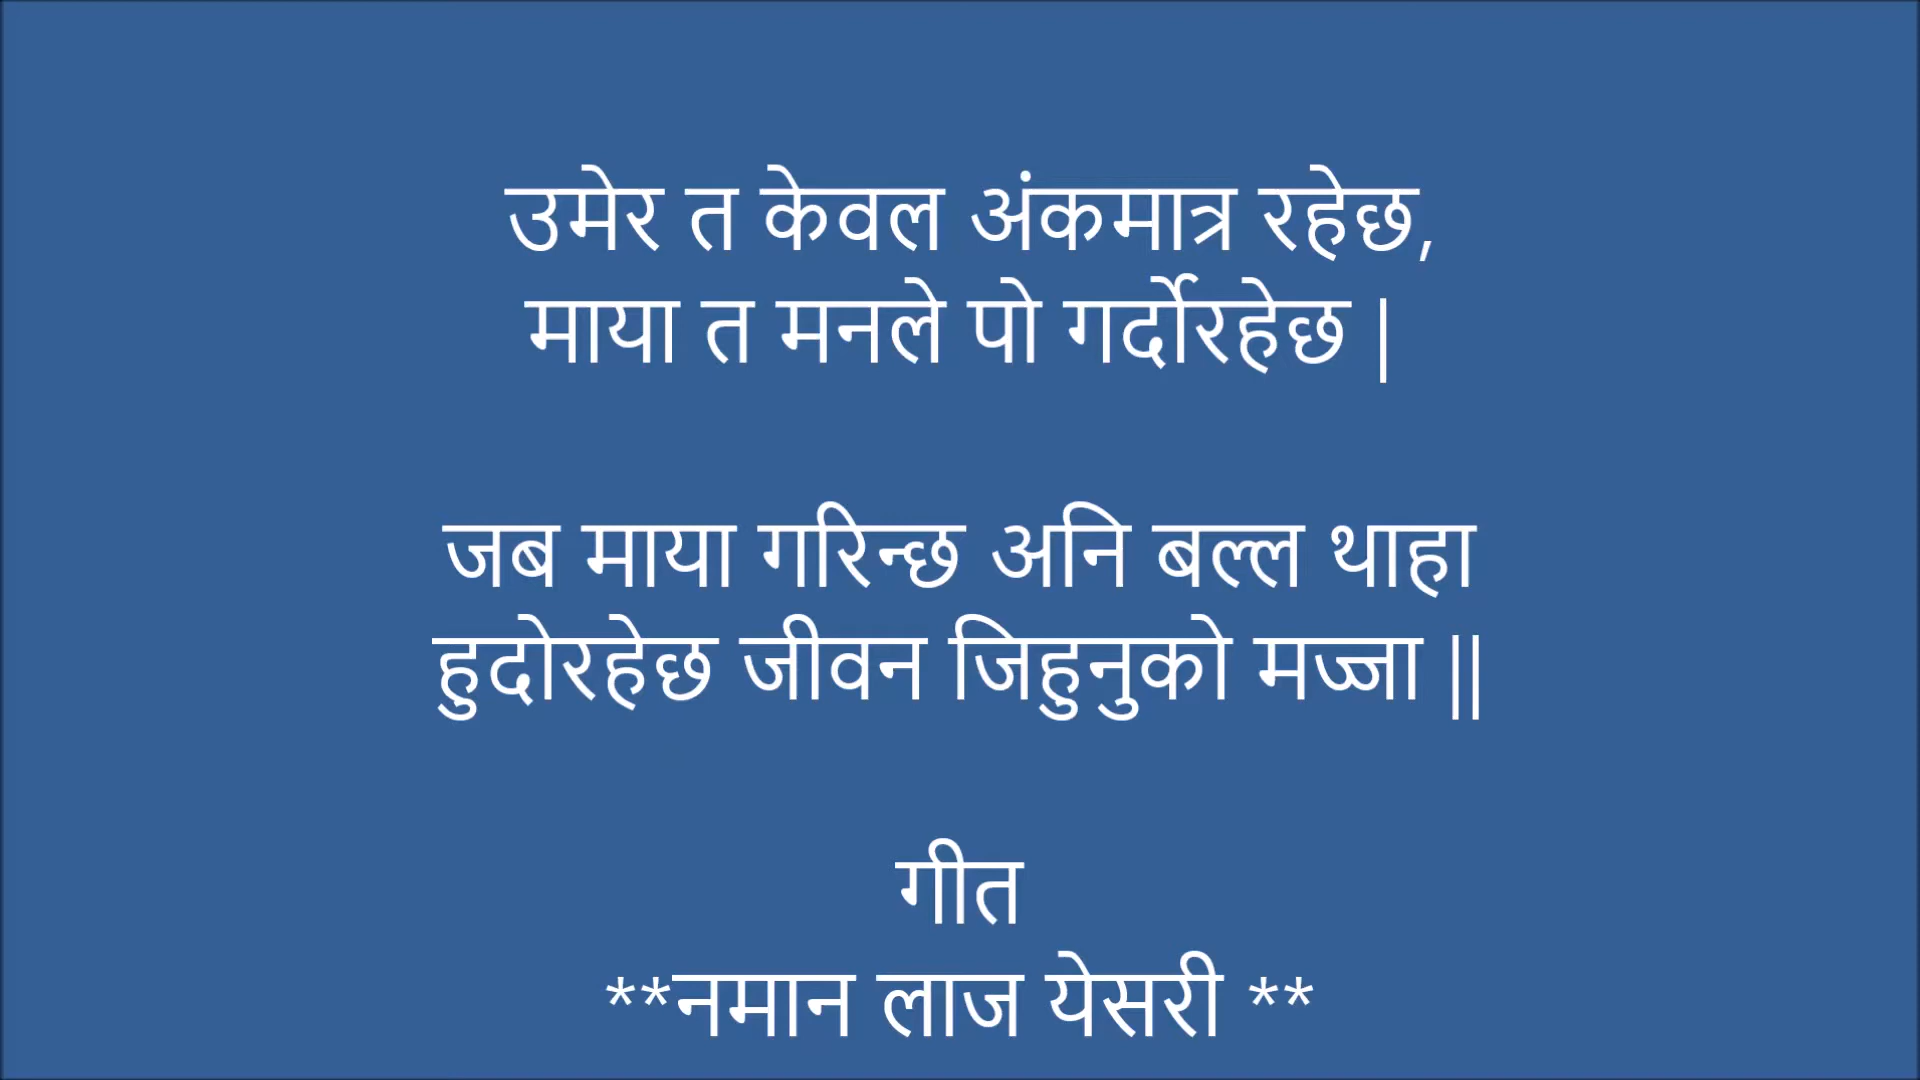 उमेर त केवल अंकमात्र रहेछ,
माया त मनले पो गर्दोरहेछ |
जब माया गरिन्छ अनि बल्ल थाहा
हुदोरहेछ जीवन जिहुनुको मज्जा ||
गीत
**नमान लाज येसरी **